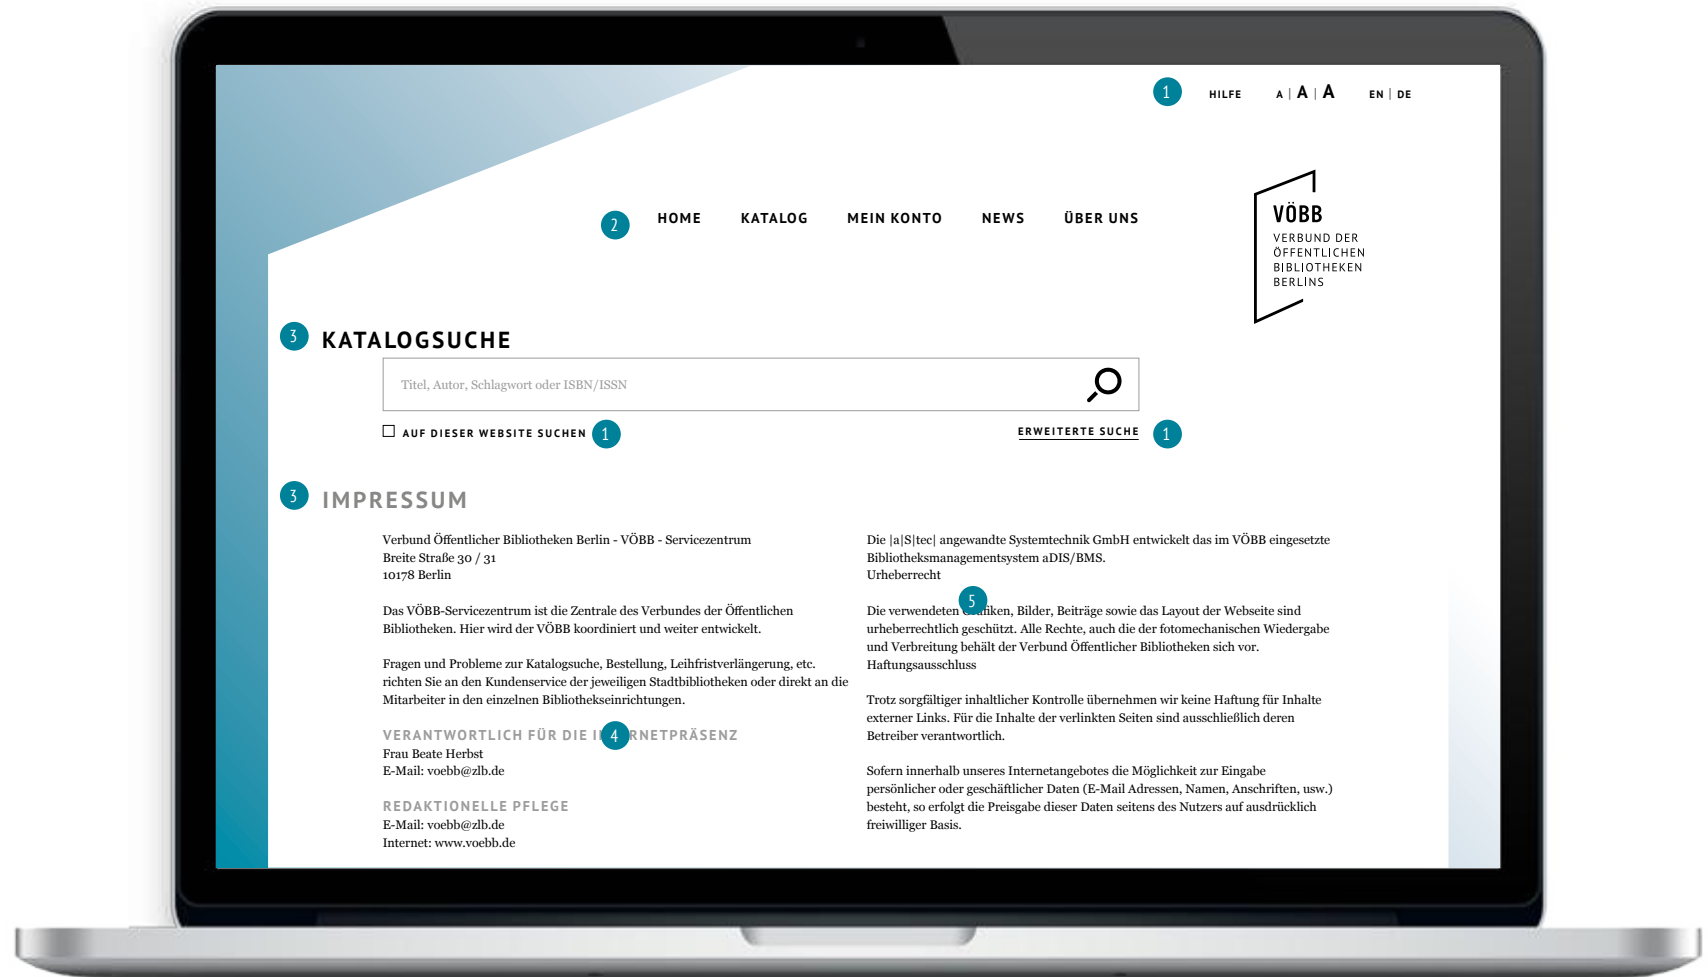 1 HILFE A | A | A EN | DE
2 HOME KATALOG MEIN KONTO NEWS ÜBER UNS
VÖBB
VERBUND DER
ÖFFENTLICHEN
BIBLIOTHEKEN
BERLINS
3 KATALOGSUCHE
Titel, Autor, Schlagwort oder ISBN/ISSN
AUF DIESER WEBSITE SUCHEN 1
ERWEITERTE SUCHE 1
3 IMPRESSUM
Verbund Öffentlicher Bibliotheken Berlin - VÖBB - Servicezentrum
Breite Straße 30 / 31
10178 Berlin
Das VÖBB-Servicezentrum ist die Zentrale des Verbundes der Öffentlichen
Bibliotheken. Hier wird der VÖBB koordiniert und weiter entwickelt.
Fragen und Probleme zur Katalogsuche, Bestellung, Leihfristverlängerung, etc.
richten Sie an den Kundenservice der jeweiligen Stadtbibliotheken oder direkt an die
Mitarbeiter in den einzelnen Bibliothekseinrichtungen.
4
VERANTWORTLICH FÜR DIE
Frau Beate Herbst
E-Mail: voebb@zlb.de
REDAKTIONELLE PFLEGE
E-Mail: voebb@zlb.de
Internet: www.voebb.de
Die |a|S|tec| angewandte Systemtechnik GmbH entwickelt das im VÖBB eingesetzte
Bibliotheksmanagementsystem aDIS/BMS.
Urheberrecht
5
Die verwendeten Bilder, Beiträge sowie das Layout der Webseite sind
urheberrechtlich geschützt. Alle Rechte, auch die der fotomechanischen Wiedergabe
und Verbreitung behält der Verbund Öffentlicher Bibliotheken sich vor.
Haftungsausschluss
Trotz sorgfältiger inhaltlicher Kontrolle übernehmen wir keine Haftung für Inhalte
externer Links. Für die Inhalte der verlinkten Seiten sind ausschließlich deren
Betreiber verantwortlich.
Sofern innerhalb unseres Internetangebotes die Möglichkeit zur Eingabe
persönlicher oder geschäftlicher Daten (E-Mail Adressen, Namen, Anschriften, usw.)
besteht, so erfolgt die Preisgabe dieser Daten seitens des Nutzers auf ausdrücklich
freiwilliger Basis.